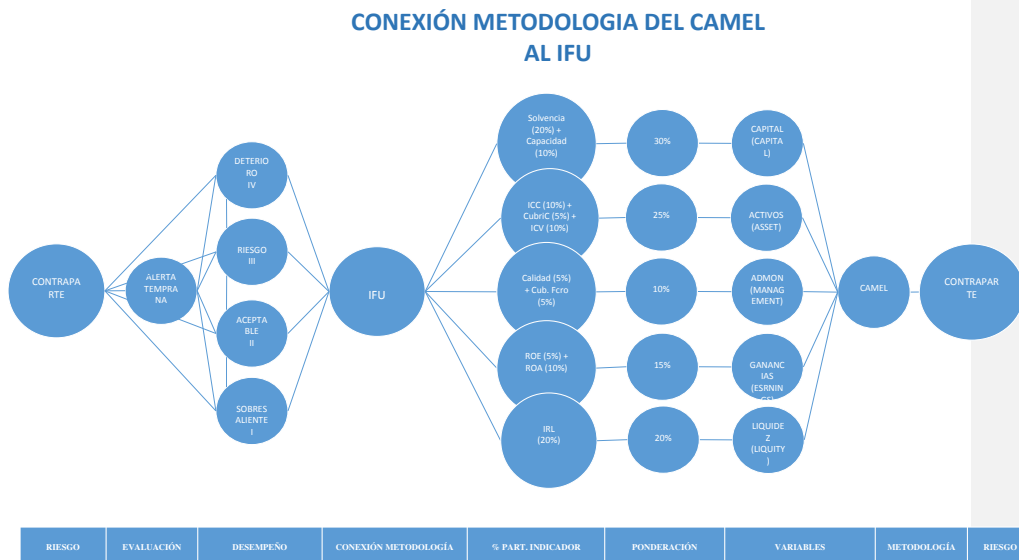 CONEXIÓN METODOLOGIA DEL CAMEL
AL IFU
CONTRAPA
RTE
ALERTA
TEMPRA
NA
DETERIO
RO
IV
RIESGO
III
ACEPTA
BLE
II
SOBRES
ALIENTE
I
IFU
Solvencia
(20%) +
Capacidad
(10%)
ICC (10%) +
CubriC (5%) +
ICV (10%)
Calidad (5%)
+ Cub. Fcro
(5%)
ROE (5%) +
ROA (10%)
IRL
(20%)
30%
25%
10%
15%
20%
CAPITAL
(CAPITA
L)
ACTIVOS
(ASSET)
ADMON
(MANAG
EMENT)
GANANC
IAS
(ESRNIN
GS)
LIQUIDE
Z
(LIQUITY
)
CAMEL
CONTRAPAR
TE
RIESGO EVALUACIÓN DESEMPEÑO CONEXIÓN METODOLOGÍA % PART. INDICADOR PONDERACIÓN VARIABLES METODOLOGÍA RIESGO